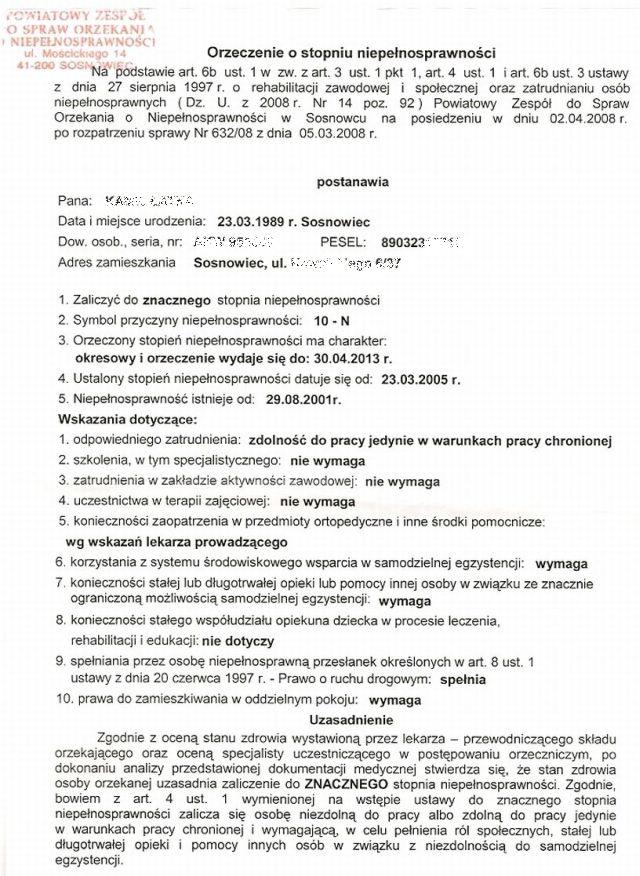 POWIATOWY ZESPÓŁ
O SPRAW ORZEKANIA
O NIEPEŁNOSPRAWNOŚCI
ul. Mościckiego 14
41-200 SOSNOWIEC
Orzeczenie o stopniu niepełnosprawności
Na podstawie art. 6b ust. 1 w zw. z art. 3 ust. 1 pkt 1, art. 4 ust. 1 i art. 6b ust. 3 ustawy
z dnia 27 sierpnia 1997 r. o rehabilitacji zawodowej i społecznej oraz zatrudnianiu osób
niepełnosprawnych ( Dz. U. z 2008 r. Nr 14 poz. 92 ) Powiatowy Zespół do Spraw
Orzekania o Niepełnosprawności w Sosnowcu na posiedzeniu w dniu 02.04.2008 r.
po rozpatrzeniu sprawy Nr 632/08 z dnia 05.03.2008 r.
postanawia
Pana:
Data i miejsce urodzenia: 23.03.1989 r. Sosnowiec
Dow. osob., seria, nr: PESEL: 890323
Adres zamieszkania Sosnowiec, ul.
1. Zaliczyć do znacznego stopnia niepełnosprawności
2. Symbol przyczyny niepełnosprawności: 10 - N
3. Orzeczony stopień niepełnosprawności ma charakter:
okresowy i orzeczenie wydaje się do: 30.04.2013 r.
4. Ustalony stopień niepełnosprawności datuje się od: 23.03.2005 r.
5. Niepełnosprawność istnieje od: 29.08.2001r.
Wskazania dotyczące:
1. odpowiedniego zatrudnienia: zdolność do pracy jedynie w warunkach pracy chronionej
2. szkolenia, w tym specjalistycznego: nie wymaga
3. zatrudnienia w zakładzie aktywności zawodowej: nie wymaga
4. uczestnictwa w terapii zajęciowej: nie wymaga
5. konieczności zaopatrzenia w przedmioty ortopedyczne i inne środki pomocnicze:
wg wskazań lekarza prowadzącego
6. korzystania z systemu środowiskowego wsparcia w samodzielnej egzystencji: wymaga
7. konieczności stałej lub długotrwałej opieki lub pomocy innej osoby w związku ze znacznie
ograniczoną możliwością samodzielnej egzystencji: wymaga
8. konieczności stałego współudziału opiekuna dziecka w procesie leczenia,
rehabilitacji i edukacji: nie dotyczy
9. spełniania przez osobę niepełnosprawną przesłanek określonych w art. 8 ust. 1
ustawy z dnia 20 czerwca 1997 r. - Prawo o ruchu drogowym: spełnia
10. prawa do zamieszkiwania w oddzielnym pokoju: wymaga
Uzasadnienie
Zgodnie z oceną stanu zdrowia wystawioną przez lekarza – przewodniczącego składu
orzekającego oraz oceną specjalisty uczestniczącego w postępowaniu orzeczniczym, po
dokonaniu analizy przedstawionej dokumentacji medycznej stwierdza się, że stan zdrowia
osoby orzekanej uzasadnia zaliczenie do ZNACZNEGO stopnia niepełnosprawności. Zgodnie,
bowiem z art. 4 ust. 1 wymienionej na wstępie ustawy do znacznego stopnia
niepełnosprawności zalicza się osobę niezdolną do pracy albo zdolną do pracy jedynie
w warunkach pracy chronionej i wymagającą, w celu pełnienia ról społecznych, stałej lub
długotrwałej opieki i pomocy innych osób w związku z niezdolnością do samodzielnej
egzystencji.